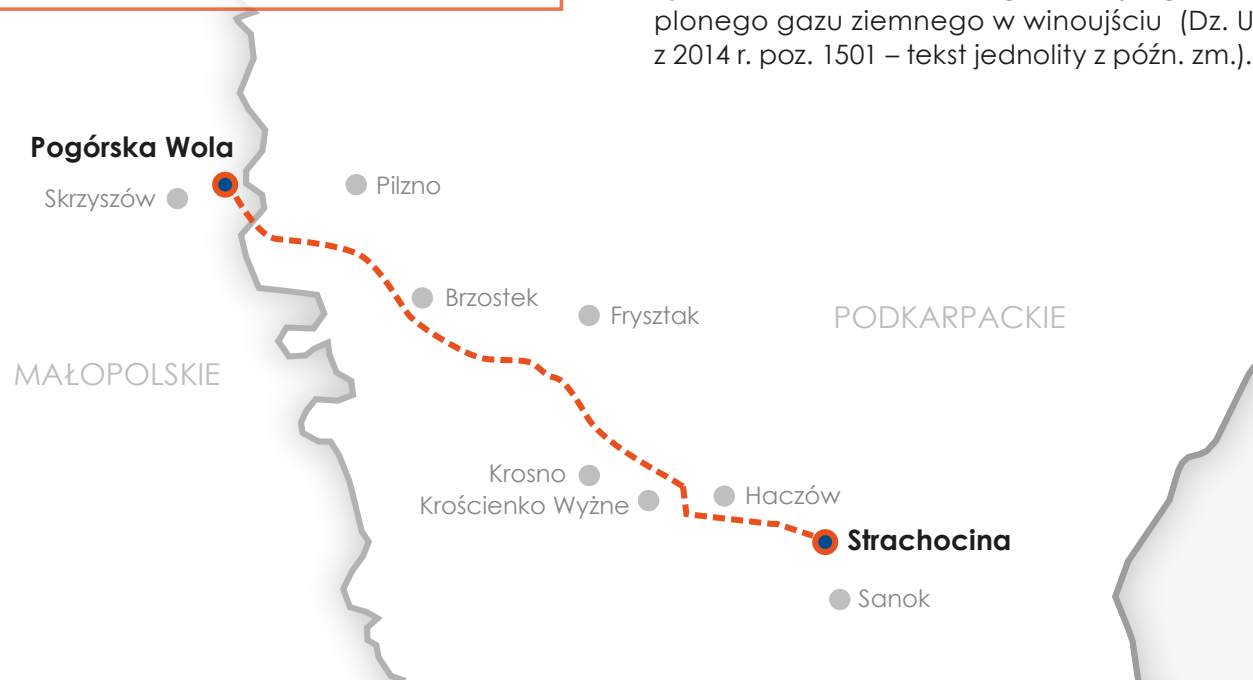 plonego gazu ziemnego w winoujściu (Dz. U
z 2014 r. poz. 1501 – tekst jednolity z późn. zm.).
Pogórska Wola
Skrzyszów
Pilzno
Brzostek
Frysztak
PODKARPACKIE
MAŁOPOLSKIE
Krosno
Krościenko Wyżne
Haczów
Strachocina
Sanok